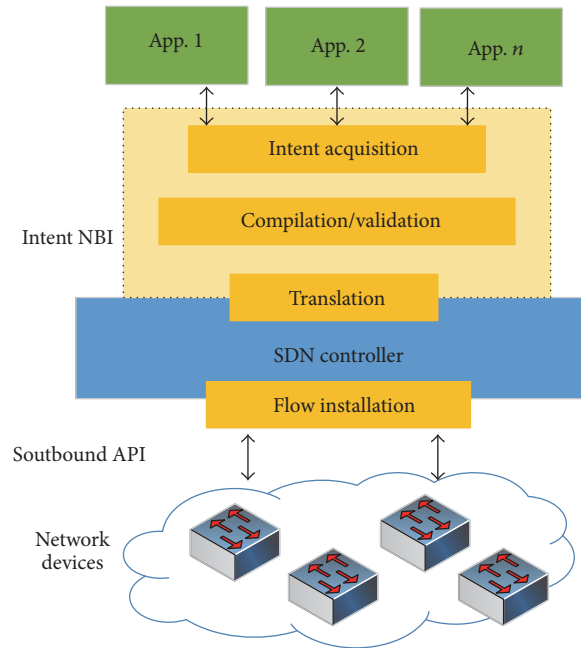 App. 1
App. 2
App. n
Intent acquisition
Compilation/validation
Intent NBI
Translation
SDN controller
Flow installation
Soutbound API
Network
devices